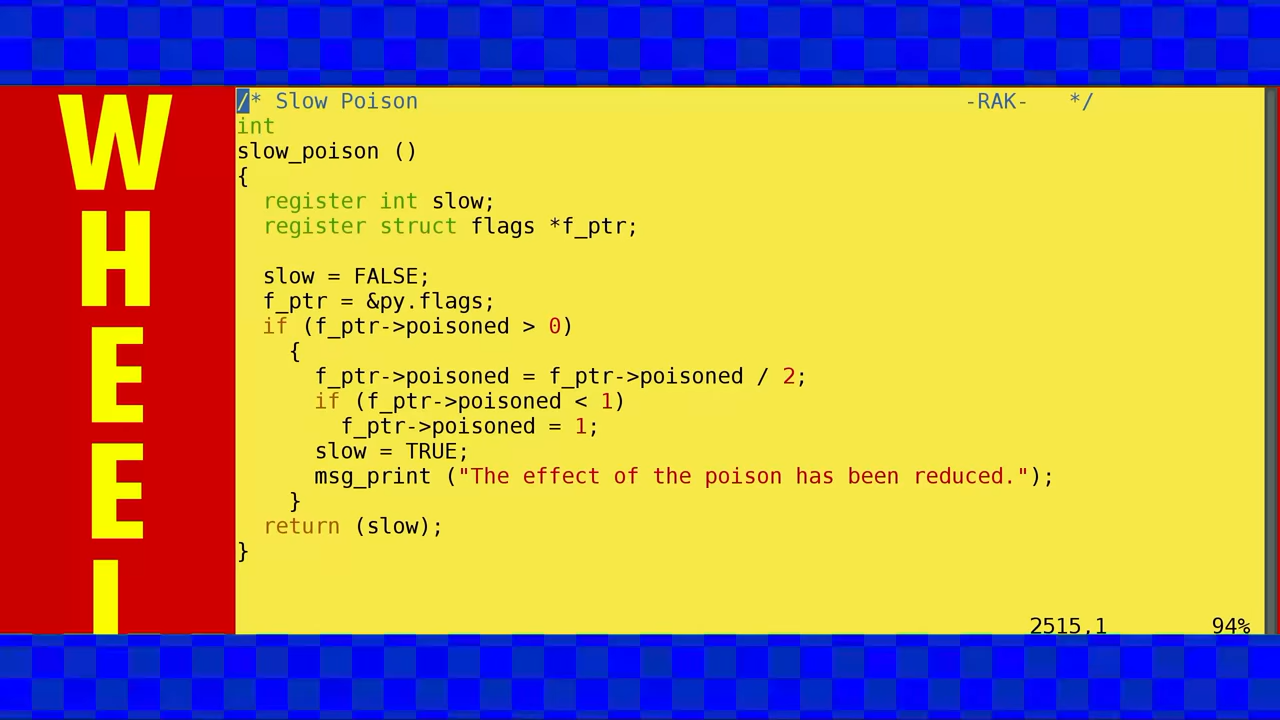 W
H
E
E
/* Slow Poison -RAK- */
int
slow_poison ()
{
register int slow;
register struct flags *f_ptr;
slow = FALSE;
f_ptr = &py.flags;
if (f_ptr->poisoned > 0)
{
f_ptr->poisoned = f_ptr->poisoned / 2;
if (f_ptr->poisoned < 1)
f_ptr->poisoned = 1;
slow = TRUE;
msg_print ("The effect of the poison has been reduced.");
}
return (slow);
}
2515,1 94%